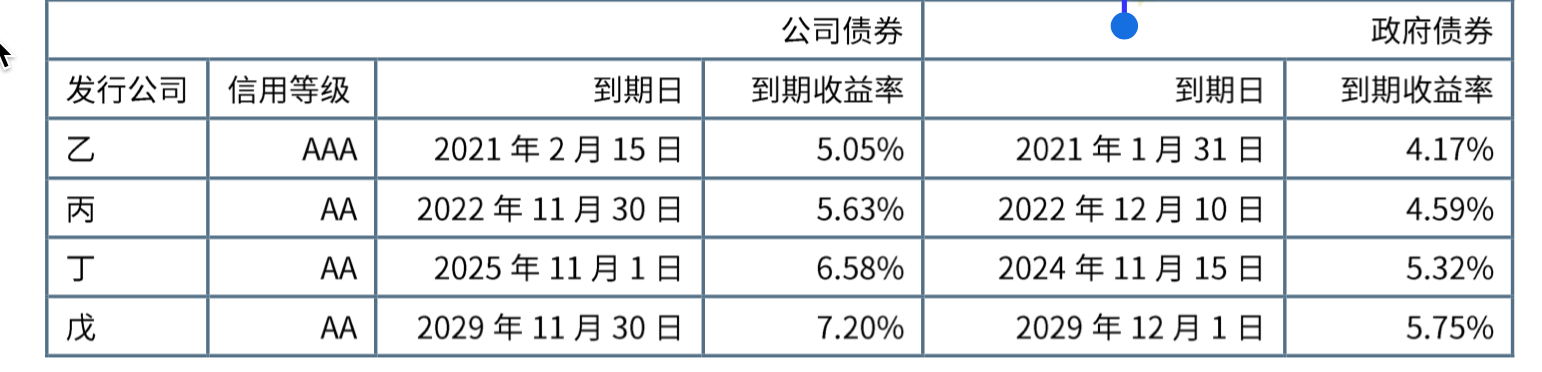 公司债券 政府债券
发行公司 信用等级 到期日 到期收益率 到期日 到期收益率
乙 AAA 2021 年 2 月 15 日 5.05% 2021 年 1 月 31 日 4.17%
丙 AA 2022 年 11 月 30 日 5.63% 2022 年 12 月 10 日 4.59%
丁 AA 2025 年 11 月 1 日 6.58% 2024 年 11 月 15 日 5.32%
戊 AA 2029 年 11 月 30 日 7.20% 2029 年 12 月 1 日 5.75%